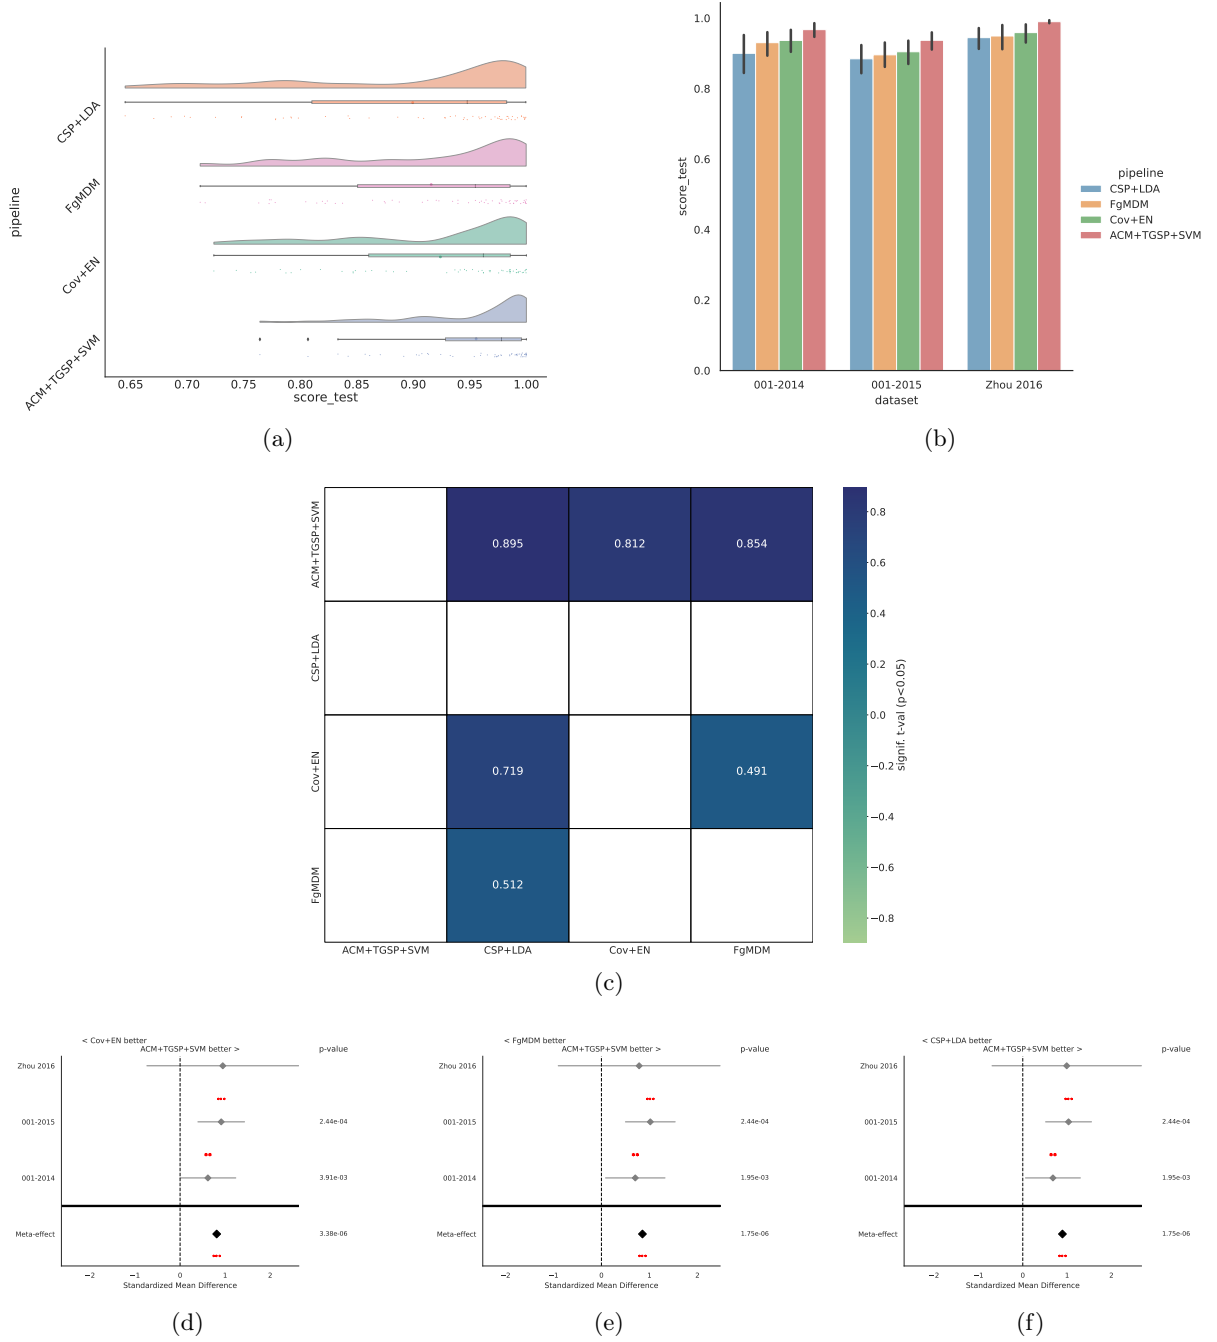 pipeline
CSP+LDA
FgMDM
Cov+EN
ACM+TGSP+SVM
0.65 0.70 0.75 0.80 0.85 0.90 0.95 1.00
score_test
(a)
score_test
1.0
0.8
0.6
0.4
0.2
0.0
001-2014 001-2015 Zhou 2016
dataset
pipeline
CSP+LDA
FgMDM
Cov+EN
ACM+TGSP+SVM
(b)
ACM+TGSP+SVM
0.895 0.812 0.854
CSP+LDA
Cov+EN
0.719 0.491
FgMDM
0.512
ACM+TGSP+SVM CSP+LDA Cov+EN FgMDM
0.8
0.6
0.4
0.2
0.0
−0.2
−0.4
−0.6
−0.8
signif. t-val (p<0.05)
(c)
< Cov+EN better
ACM+TGSP+SVM better > p-value
Zhou 2016
001-2015 2.44e-04
001-2014 3.91e-03
Meta-effect 3.38e-06
−2 −1 0 1 2
Standardized Mean Difference
(d)
< FgMDM better
ACM+TGSP+SVM better > p-value
Zhou 2016
001-2015 2.44e-04
001-2014 1.95e-03
Meta-effect 1.75e-06
−2 −1 0 1 2
Standardized Mean Difference
(e)
< CSP+LDA better
ACM+TGSP+SVM better > p-value
Zhou 2016
001-2015 2.44e-04
001-2014 1.95e-03
Meta-effect 1.75e-06
−2 −1 0 1 2
Standardized Mean Difference
(f)